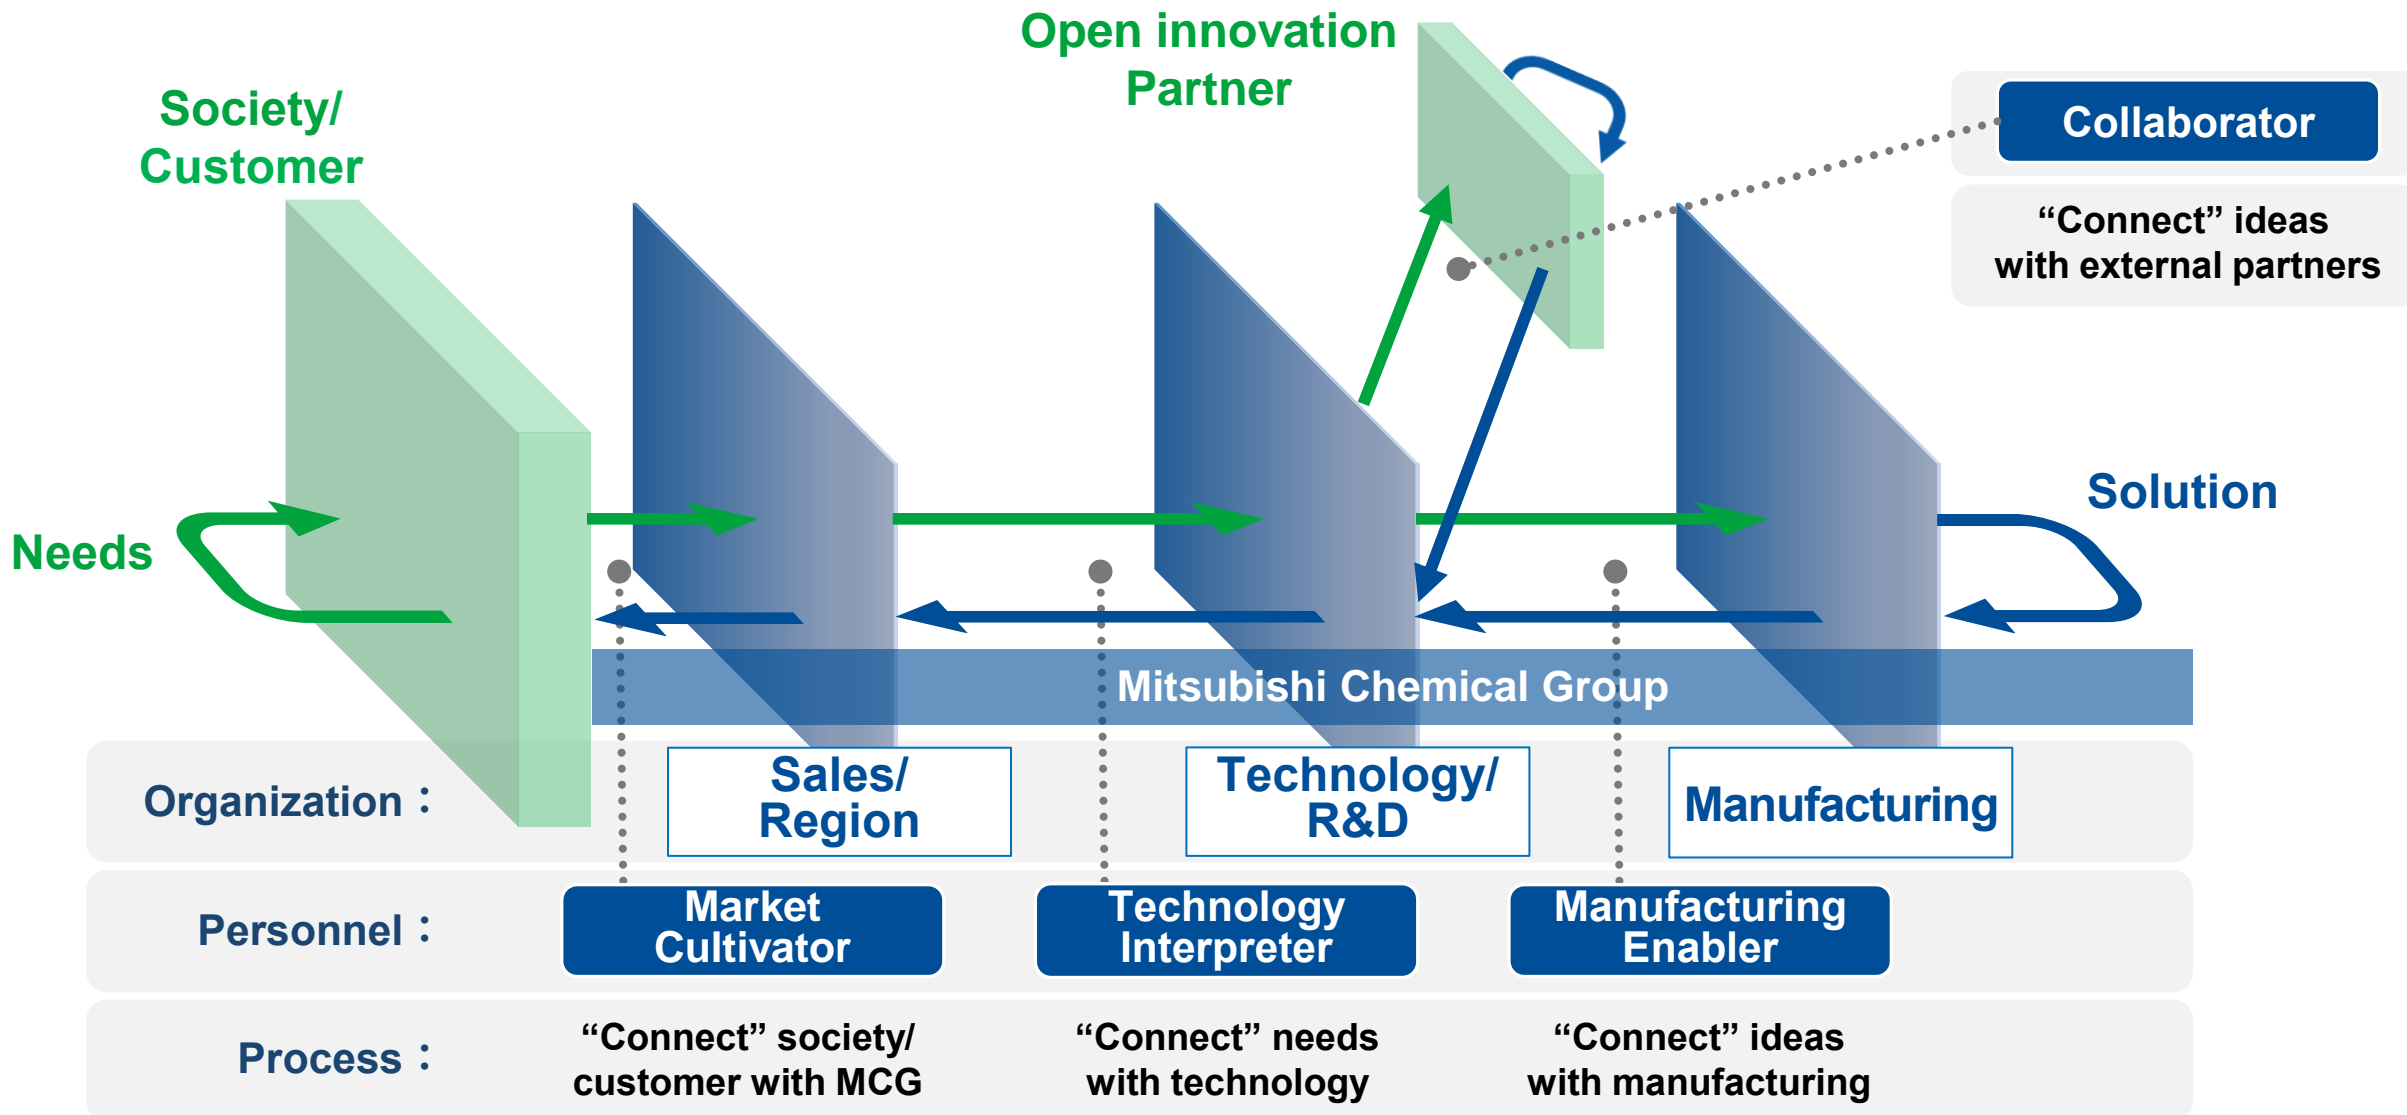 Open innovation
Partner
Society/
Customer
Collaborator
“Connect” ideas
with external partners
Needs
Solution
Mitsubishi Chemical Group
Organization：
Sales/
Region
Technology/
R&D
Manufacturing
Personnel：
Market
Cultivator
Technology
Interpreter
Manufacturing
Enabler
Process：
“Connect” society/
customer with MCG
“Connect” needs
with technology
“Connect” ideas
with manufacturing